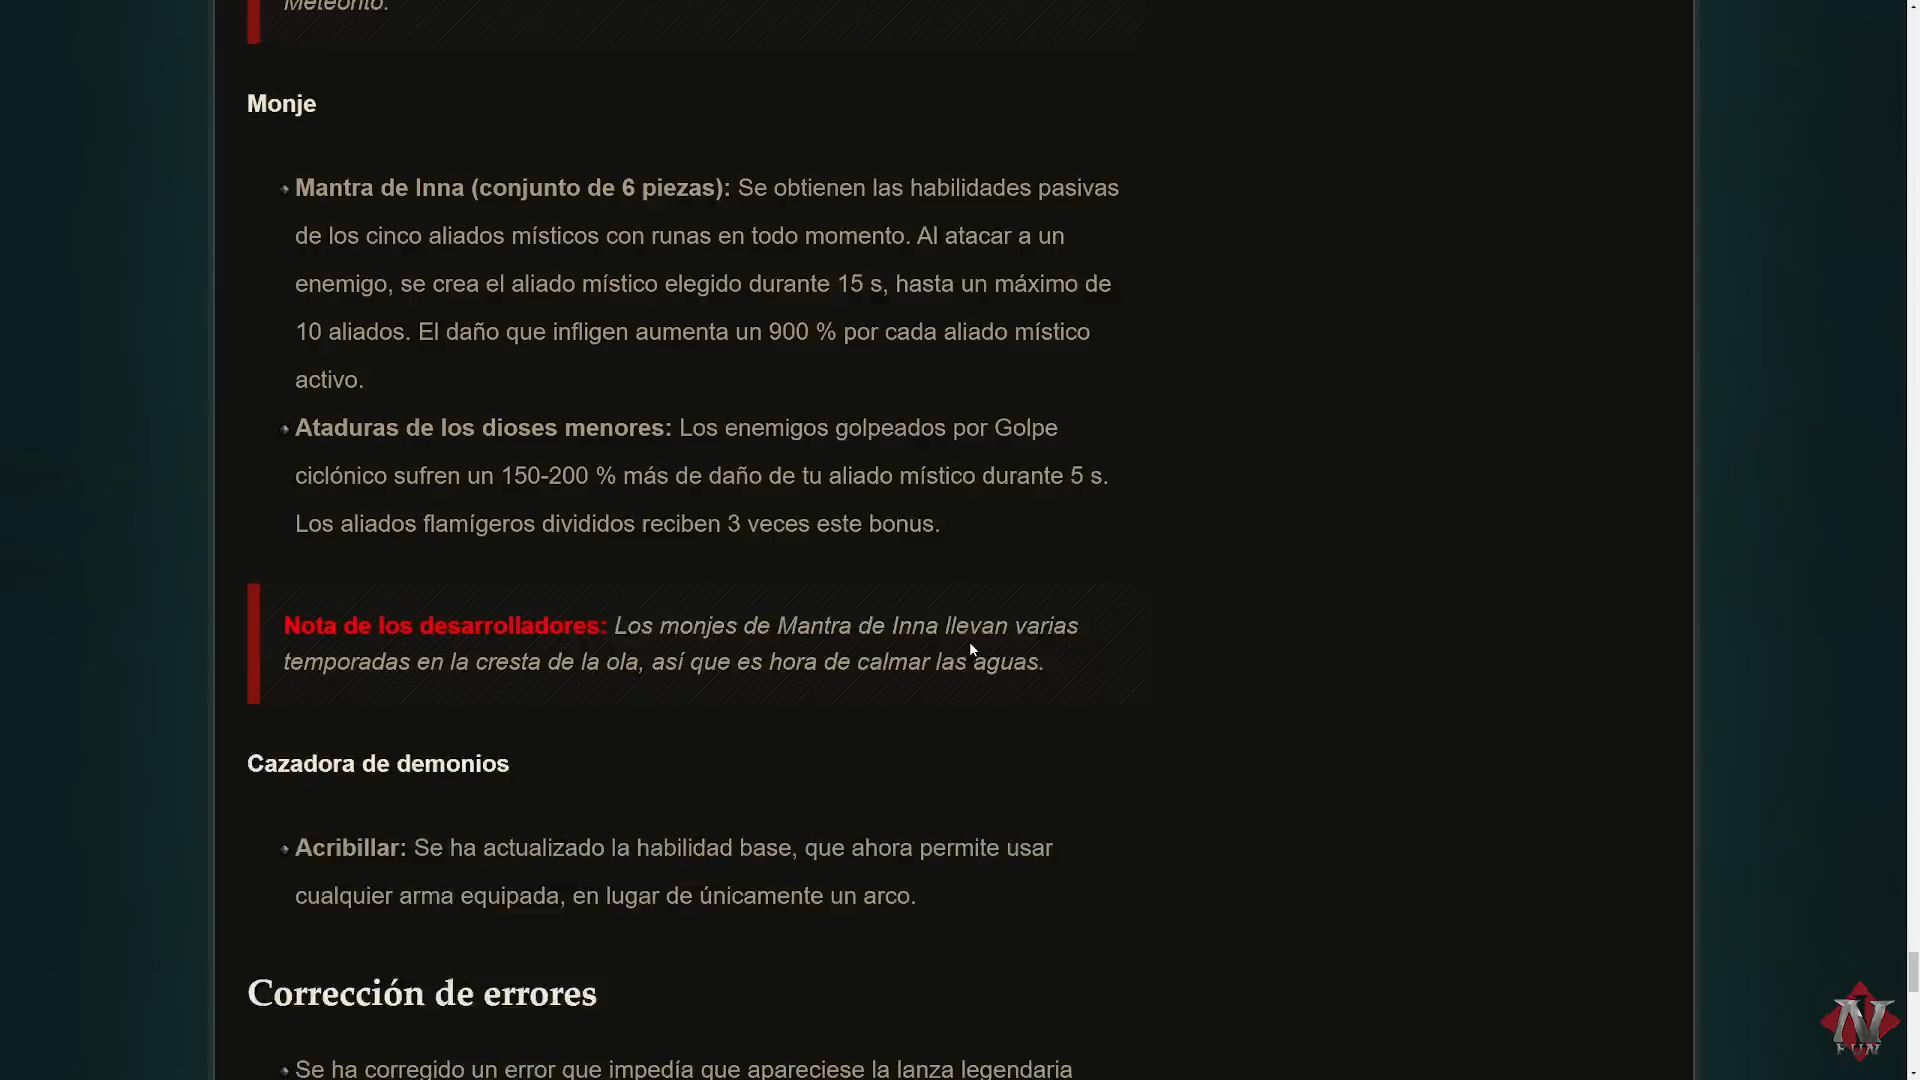 Meteorito.
Monje
Mantra de Inna (conjunto de 6 piezas): Se obtienen las habilidades pasivas
de los cinco aliados místicos con runas en todo momento. Al atacar a un
enemigo, se crea el aliado místico elegido durante 15 s, hasta un máximo de
10 aliados. El daño que infligen aumenta un 900 % por cada aliado místico
activo.
Ataduras de los dioses menores: Los enemigos golpeados por Golpe
ciclónico sufren un 150-200 % más de daño de tu aliado místico durante 5 s.
Los aliados flamígeros divididos reciben 3 veces este bonus.
Nota de los desarrolladores: Los monjes de Mantra de Inna llevan varias
temporadas en la cresta de la ola, así que es hora de calmar las aguas.
Cazadora de demonios
Acribillar: Se ha actualizado la habilidad base, que ahora permite usar
cualquier arma equipada, en lugar de únicamente un arco.
Corrección de errores
Se ha corregido un error que impedía que apareciese la lanza legendaria
N
FUN